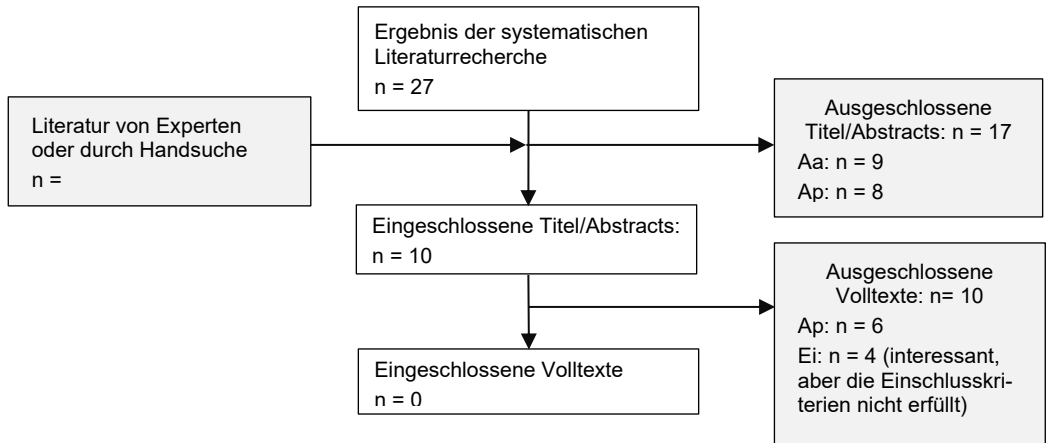 Ergebnis der systematischen
Literaturrecherche
n = 27
Literatur von Experten
oder durch Handsuche
n =
Ausgeschlossene
Titel/Abstracts: n = 17
Aa: n = 9
Ap: n = 8
Eingeschlossene Titel/Abstracts:
n = 10
Ausgeschlossene
Volltexte: n= 10
Ap: n = 6
Ei: n = 4 (interessant,
aber die Einschlusskri-
terien nicht erfüllt)
Eingeschlossene Volltexte
n = 0